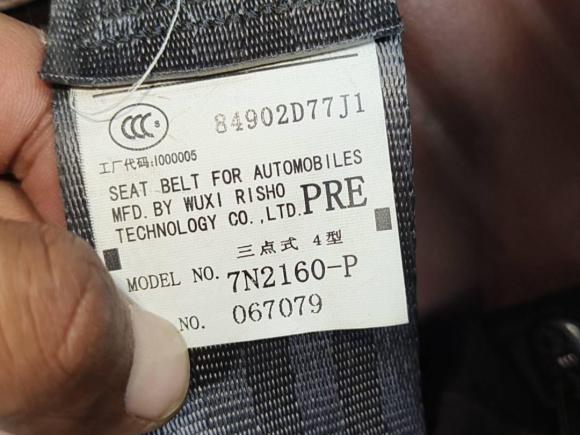 CCC S
84902D77J1
工厂代码:I000005
SEAT BELT FOR AUTOMOBILES
MFD. BY WUXI RISHO
TECHNOLOGY CO.,LTD. PRE
三点式 4型
MODEL NO. 7N2160-P
NO. 067079